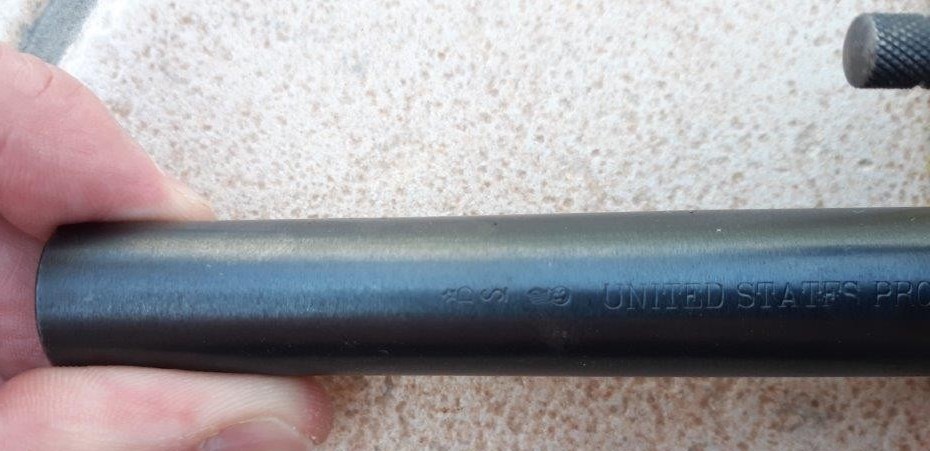 UNITED STATES PRO